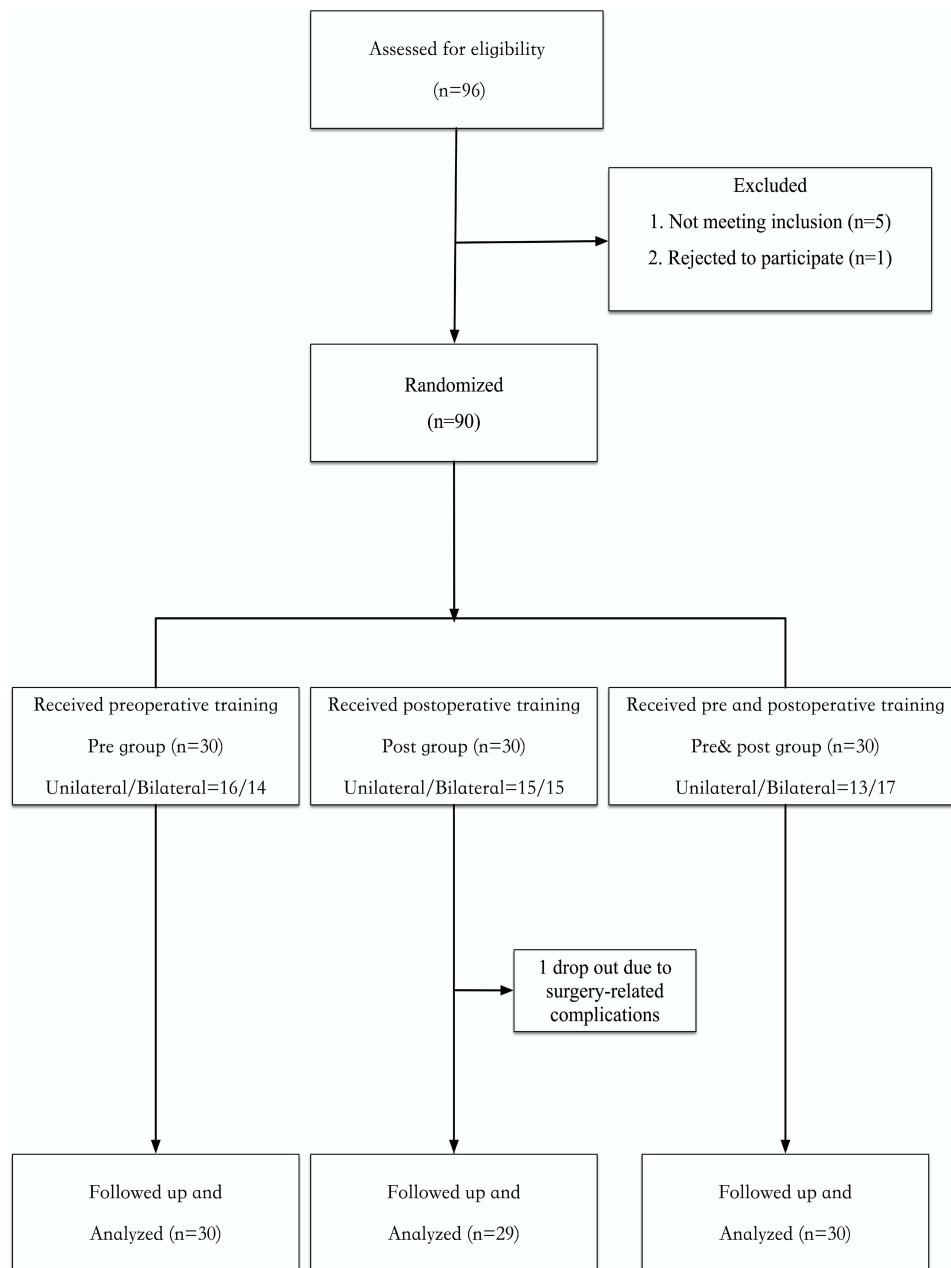 Assessed for eligibility
(n=96)
Excluded
1. Not meeting inclusion (n=5)
2. Rejected to participate (n=1)
Randomized
(n=90)
Received preoperative training
Pre group (n=30)
Unilateral/Bilateral=16/14
Received postoperative training
Post group (n=30)
Unilateral/Bilateral=15/15
Received pre and postoperative training
Pre& post group (n=30)
Unilateral/Bilateral=13/17
1 drop out due to
surgery-related
complications
Followed up and
Analyzed (n=30)
Followed up and
Analyzed (n=29)
Followed up and
Analyzed (n=30)